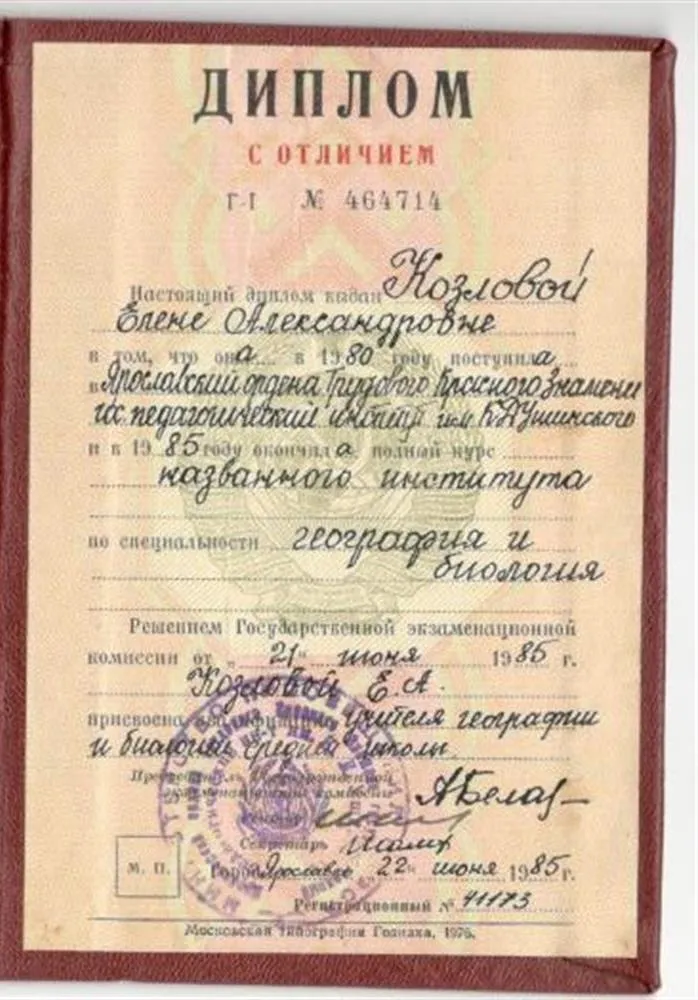 ДИПЛОМ
С ОТЛИЧИЕМ
Г-I № 464714
Настоящий диплом выдан Козловой
Елене Александровне
в том, что она в 1980 году поступила
в Ярославский ордена Трудового Красного Знамени
гос. педагогический институт им. К.Д. Ушинского
и в 1985 году окончила полный курс
названного института
по специальности география и
биология
Решением Государственной экзаменационной
комиссии от „21“ июня 1985 г.
Козловой Е.А.
присвоена квалификация учителя географии
и биологии средней школы
Председатель Государственной
экзаменационной комиссии
Ректор
Секретарь
М. П.
Город Ярославль „22“ июня 1985 г.
Регистрационный № 41173
Московская типография Гознака, 1976.